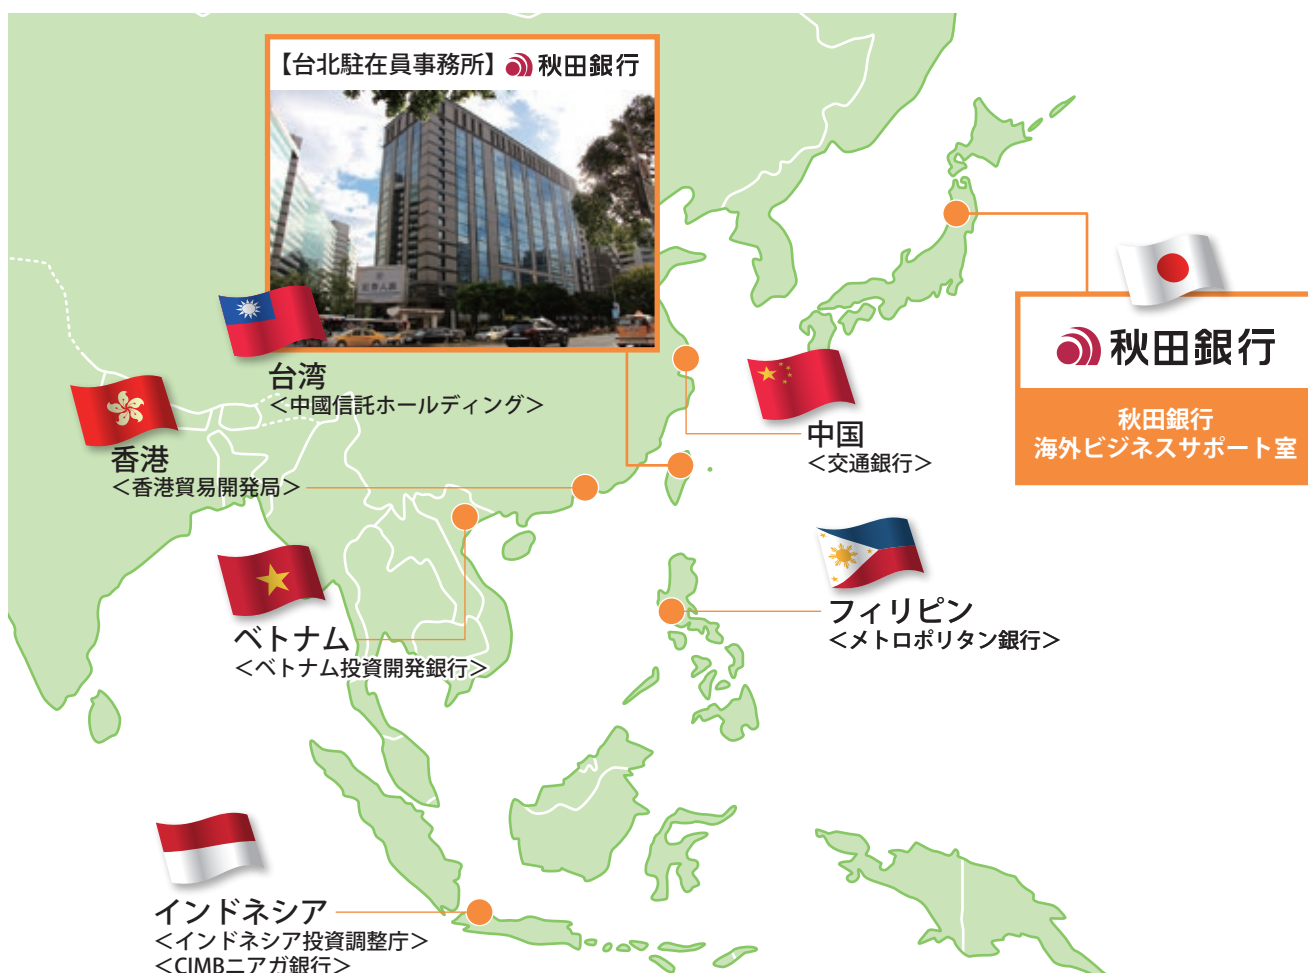 【台北駐在員事務所】 秋田銀行
台湾
<中國信託ホールディング>
香港
<香港貿易開発局>
中国
<交通銀行>
秋田銀行
秋田銀行
海外ビジネスサポート室
ベトナム
<ベトナム投資開発銀行>
フィリピン
<メトロポリタン銀行>
インドネシア
<インドネシア投資調整庁>
<CIMBニアガ銀行>